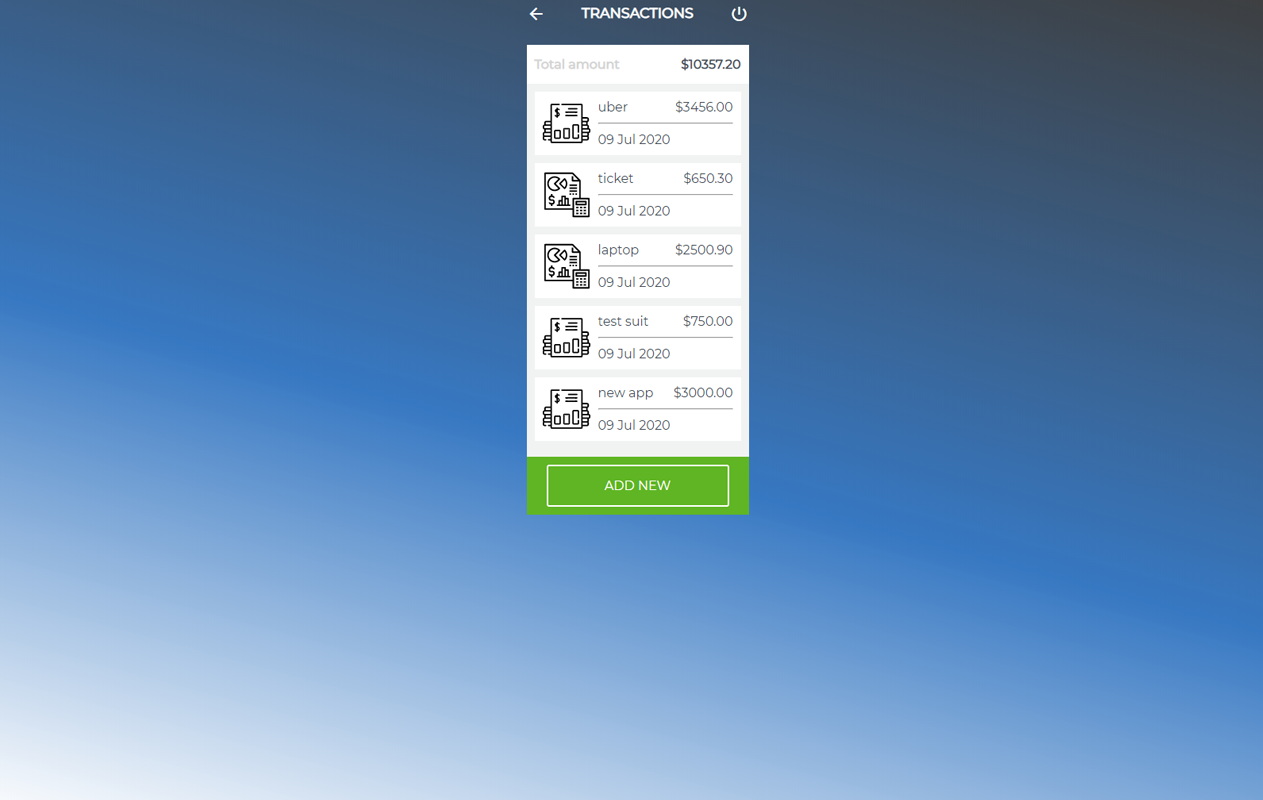 TRANSACTIONS
Total amount $10357.20
uber $3456.00
09 Jul 2020
ticket $650.30
09 Jul 2020
laptop $2500.90
09 Jul 2020
test suit $750.00
09 Jul 2020
new app $3000.00
09 Jul 2020
ADD NEW